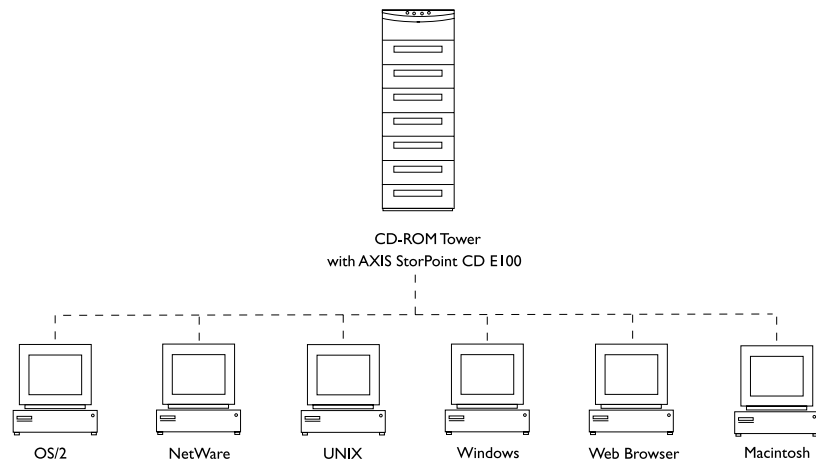 CD-ROM Tower
with AXIS StorPoint CD E100
OS/2
NetWare
UNIX
Windows
Web Browser
Macintosh